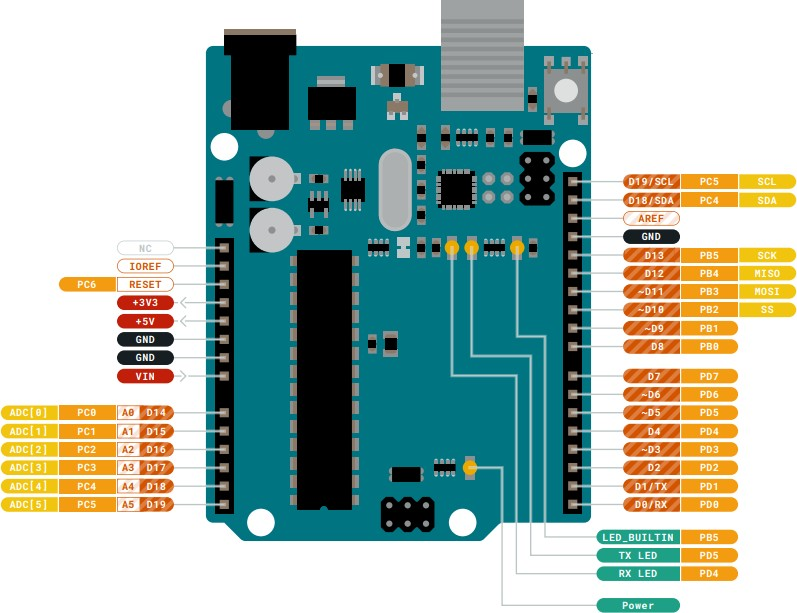 NC
IOREF
PC6 RESET
+3V3
+5V
GND
GND
VIN
ADC[0] PC0 A0 D14
ADC[1] PC1 A1 D15
ADC[2] PC2 A2 D16
ADC[3] PC3 A3 D17
ADC[4] PC4 A4 D18
ADC[5] PC5 A5 D19
D19/SCL PC5 SCL
D18/SDA PC4 SDA
AREF
GND
D13 PB5 SCK
D12 PB4 MISO
~D11 PB3 MOSI
~D10 PB2 SS
~D9 PB1
D8 PB0
D7 PD7
~D6 PD6
~D5 PD5
D4 PD4
~D3 PD3
D2 PD2
D1/TX PD1
D0/RX PD0
LED_BUILTIN PB5
TX LED PD5
RX LED PD4
Power